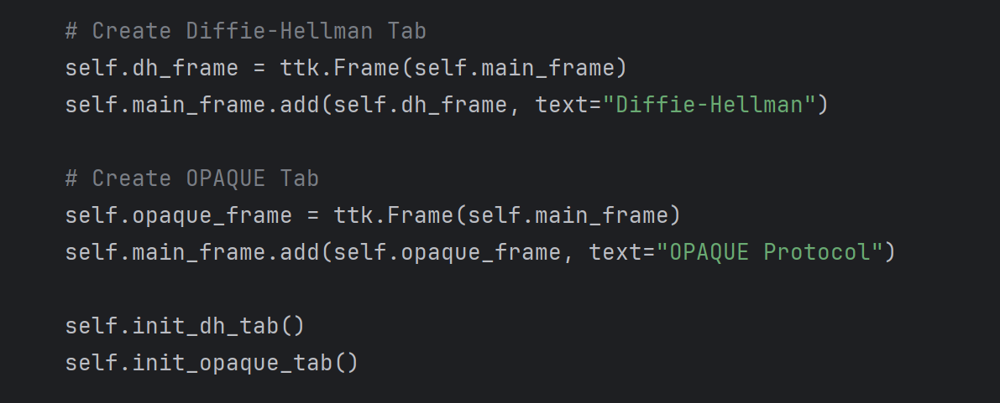 # Create Diffie-Hellman Tab
self.dh_frame = ttk.Frame(self.main_frame)
self.main_frame.add(self.dh_frame, text="Diffie-Hellman")
# Create OPAQUE Tab
self.opaque_frame = ttk.Frame(self.main_frame)
self.main_frame.add(self.opaque_frame, text="OPAQUE Protocol")
self.init_dh_tab()
self.init_opaque_tab()